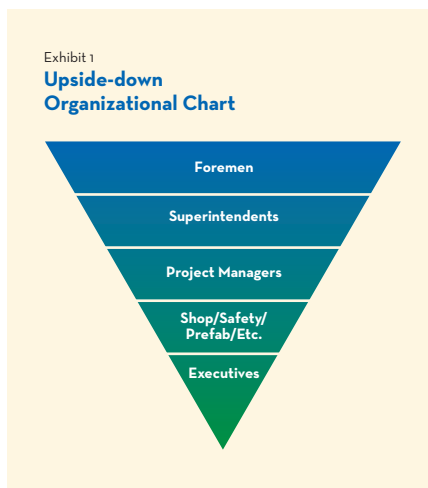 Exhibit 1
Upside-down
Organizational Chart
Foremen
Superintendents
Project Managers
Shop/Safety/
Prefab/Etc.
Executives